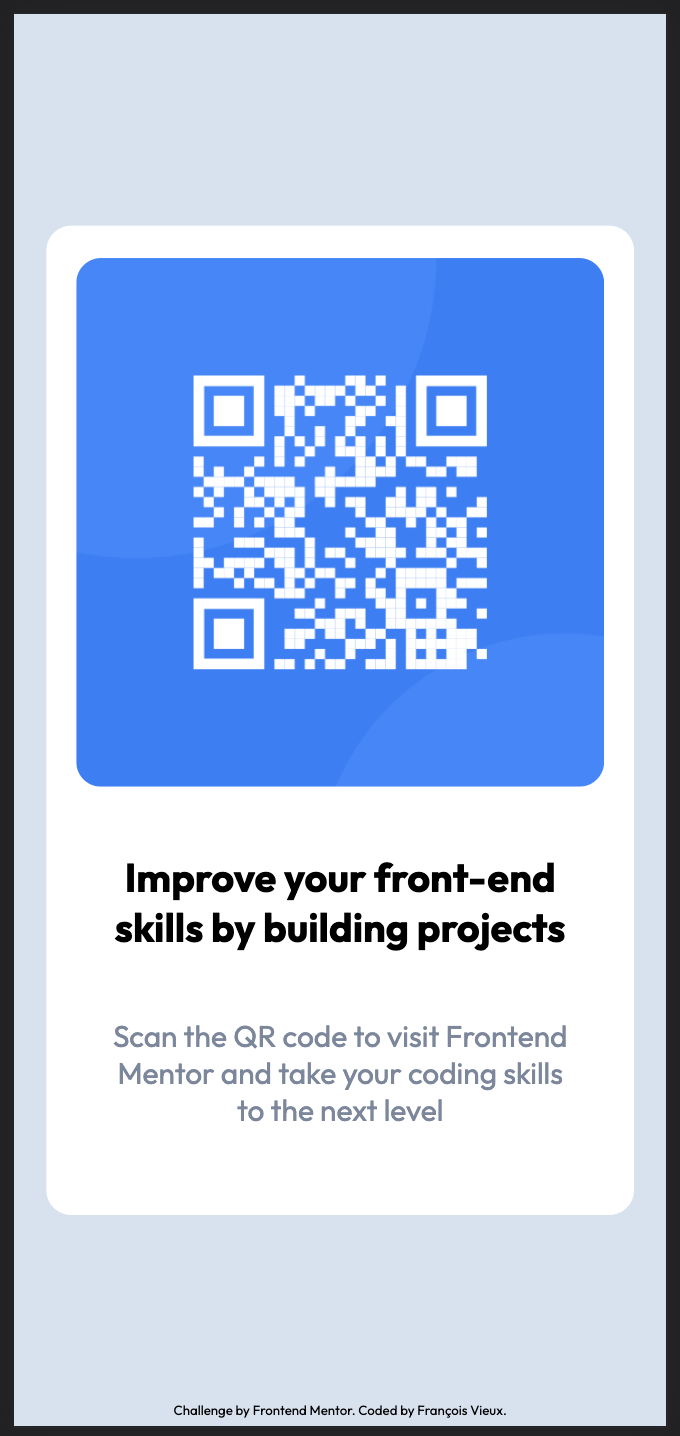 Improve your front-end
skills by building projects
Scan the QR code to visit Frontend
Mentor and take your coding skills
to the next level
Challenge by Frontend Mentor. Coded by François Vieux.